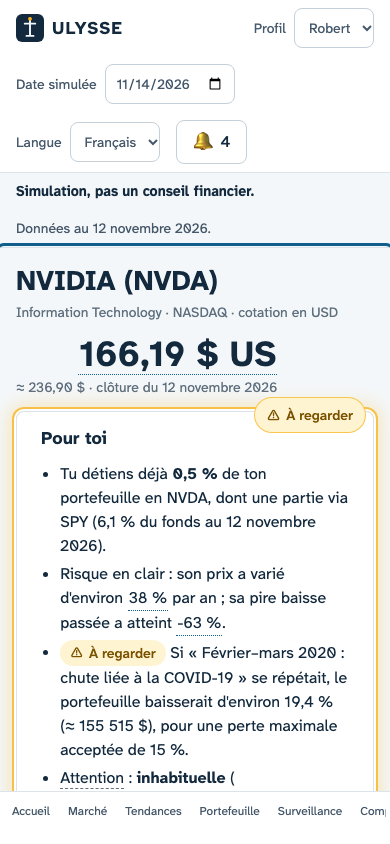 ULYSSE
Profil Robert
Date simulée 11/14/2026
Langue Français 4
Simulation, pas un conseil financier.
Données au 12 novembre 2026.
NVIDIA (NVDA)
Information Technology · NASDAQ · cotation en USD
166,19 $ US
≈ 236,90 $ · clôture du 12 novembre 2026
À regarder
Pour toi
• Tu détiens déjà 0,5 % de ton
portefeuille en NVDA, dont une partie via
SPY (6,1 % du fonds au 12 novembre
2026).
• Risque en clair : son prix a varié
d'environ 38 % par an ; sa pire baisse
passée a atteint -63 %.
• À regarder Si « Février–mars 2020 :
chute liée à la COVID-19 » se répétait, le
portefeuille baisserait d'environ 19,4 %
(≈ 155 515 $), pour une perte maximale
acceptée de 15 %.
• Attention : inhabituelle (
Accueil Marché Tendances Portefeuille Surveillance